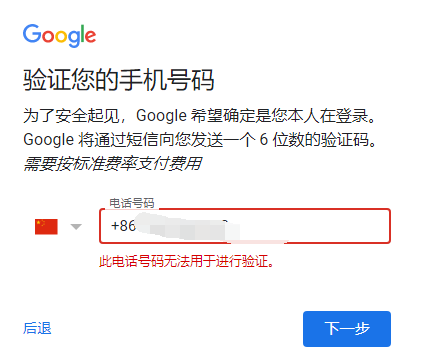 Google
验证您的手机号码
为了安全起见，Google 希望确定是您本人在登录。
Google 将通过短信向您发送一个 6 位数的验证码。
需要按标准费率支付费用
电话号码
+86
此电话号码无法用于进行验证。
后退
下一步